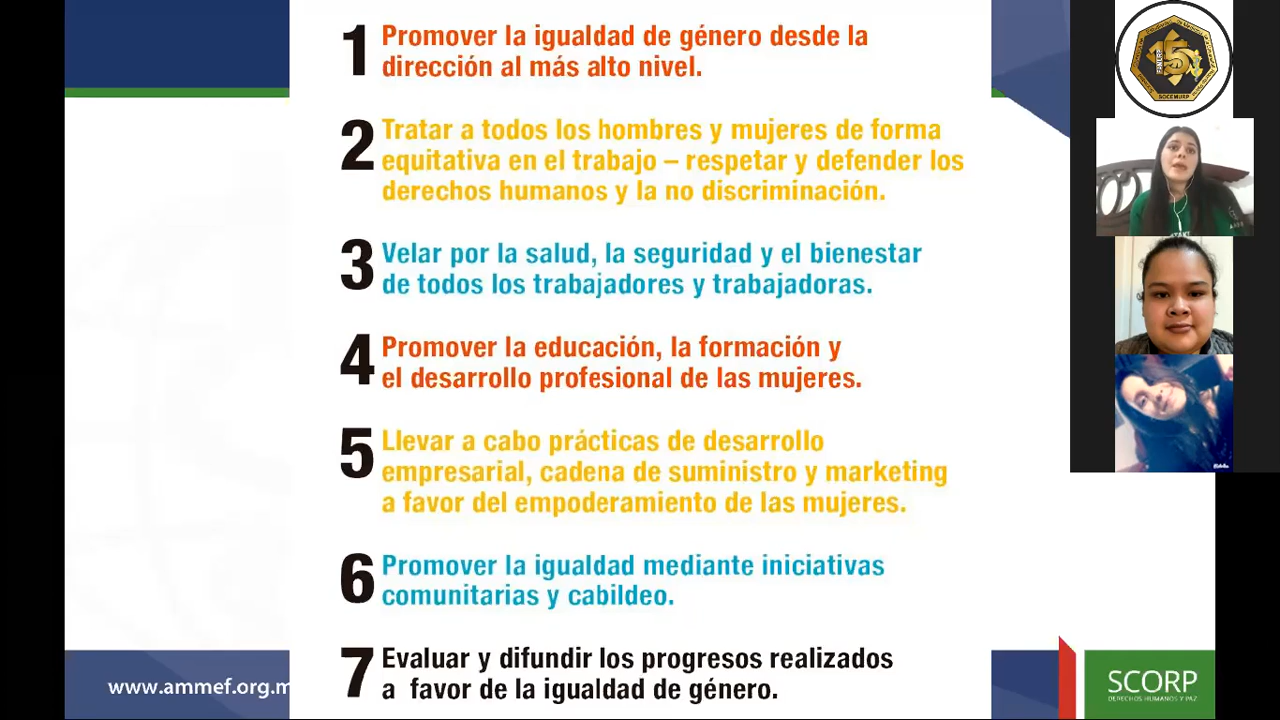 1 Promover la igualdad de género desde la
dirección al más alto nivel.
2 Tratar a todos los hombres y mujeres de forma
equitativa en el trabajo – respetar y defender los
derechos humanos y la no discriminación.
3 Velar por la salud, la seguridad y el bienestar
de todos los trabajadores y trabajadoras.
4 Promover la educación, la formación y
el desarrollo profesional de las mujeres.
5 Llevar a cabo prácticas de desarrollo
empresarial, cadena de suministro y marketing
a favor del empoderamiento de las mujeres.
6 Promover la igualdad mediante iniciativas
comunitarias y cabildeo.
7 Evaluar y difundir los progresos realizados
a favor de la igualdad de género.
www.ammef.org.m
SCORP
DERECHOS HUMANOS Y PAZ
15
SOCEMURP